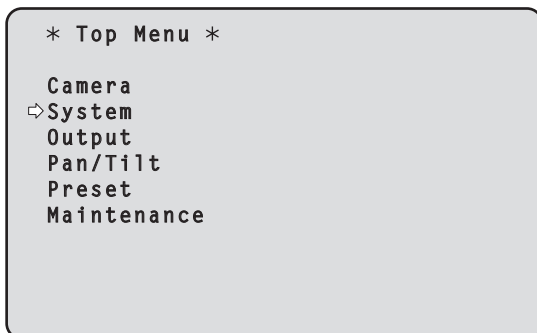 * Top Menu *
Camera
⇨System
Output
Pan/Tilt
Preset
Maintenance